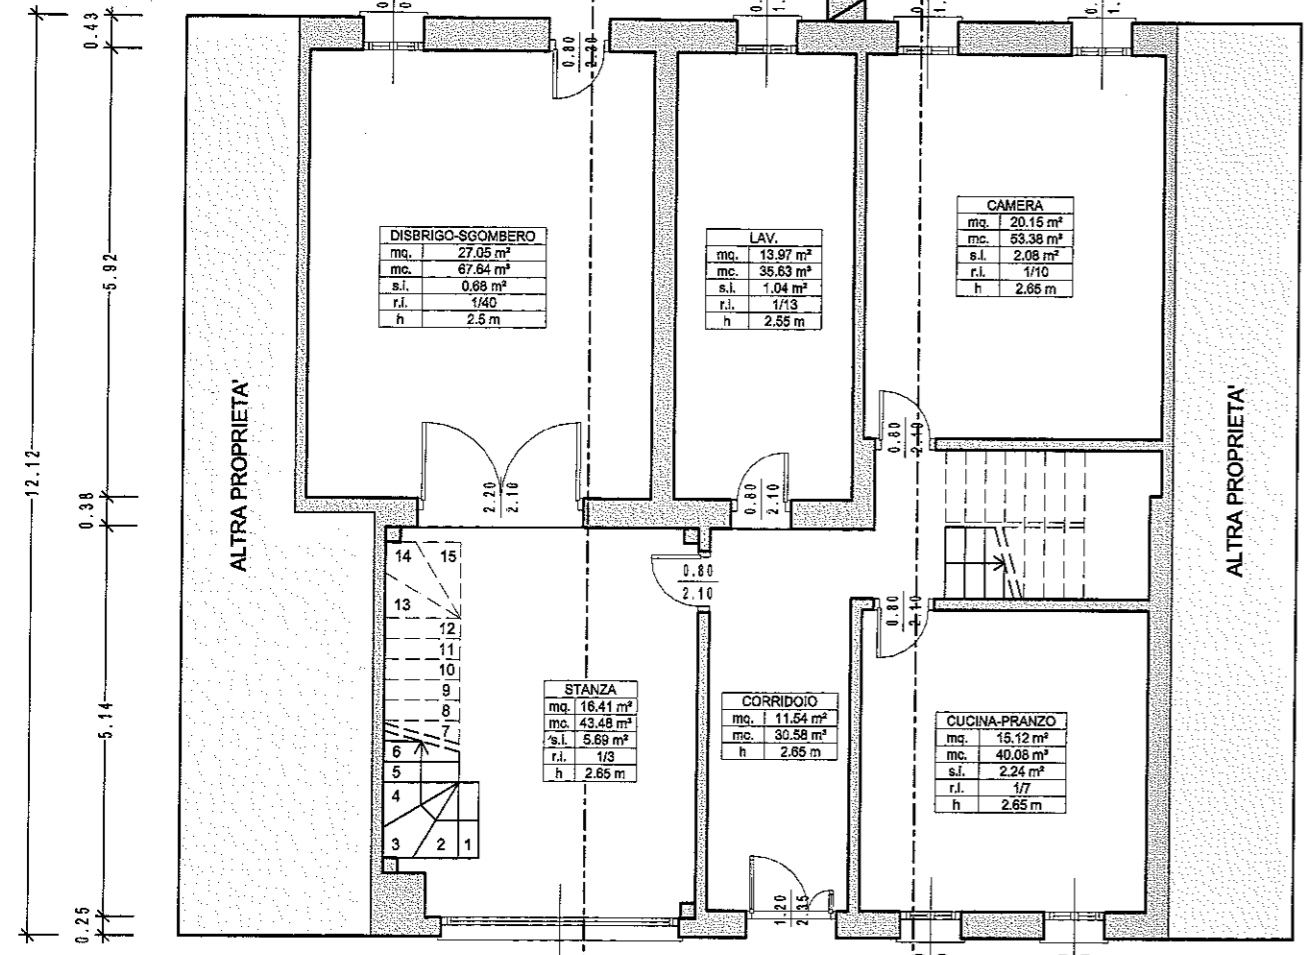 0.43
5.92
12.12
0.38
5.14
0.25
0.80
2.30
DISBRIGO-SGOMBERO
mq. 27.05 m²
mc. 67.64 m³
s.i. 0.68 m²
r.i. 1/40
h 2.5 m
LAV.
mq. 13.97 m²
mc. 35.63 m³
s.i. 1.04 m²
r.i. 1/13
h 2.55 m
CAMERA
mq. 20.15 m²
mc. 53.38 m³
s.i. 2.08 m²
r.i. 1/10
h 2.65 m
ALTRA PROPRIETA'
ALTRA PROPRIETA'
2.20
2.10
0.80
2.10
0.80
2.10
14 15
13
12
11
10
9
8
7
6
5
4
3 2 1
0.80
2.10
0.80
2.10
STANZA
mq. 16.41 m²
mc. 43.48 m³
s.i. 5.69 m²
r.i. 1/3
h 2.65 m
CORRIDOIO
mq. 11.54 m²
mc. 30.58 m³
h 2.65 m
CUCINA-PRANZO
mq. 15.12 m²
mc. 40.08 m³
s.i. 2.24 m²
r.i. 1/7
h 2.65 m
1.20
2.35